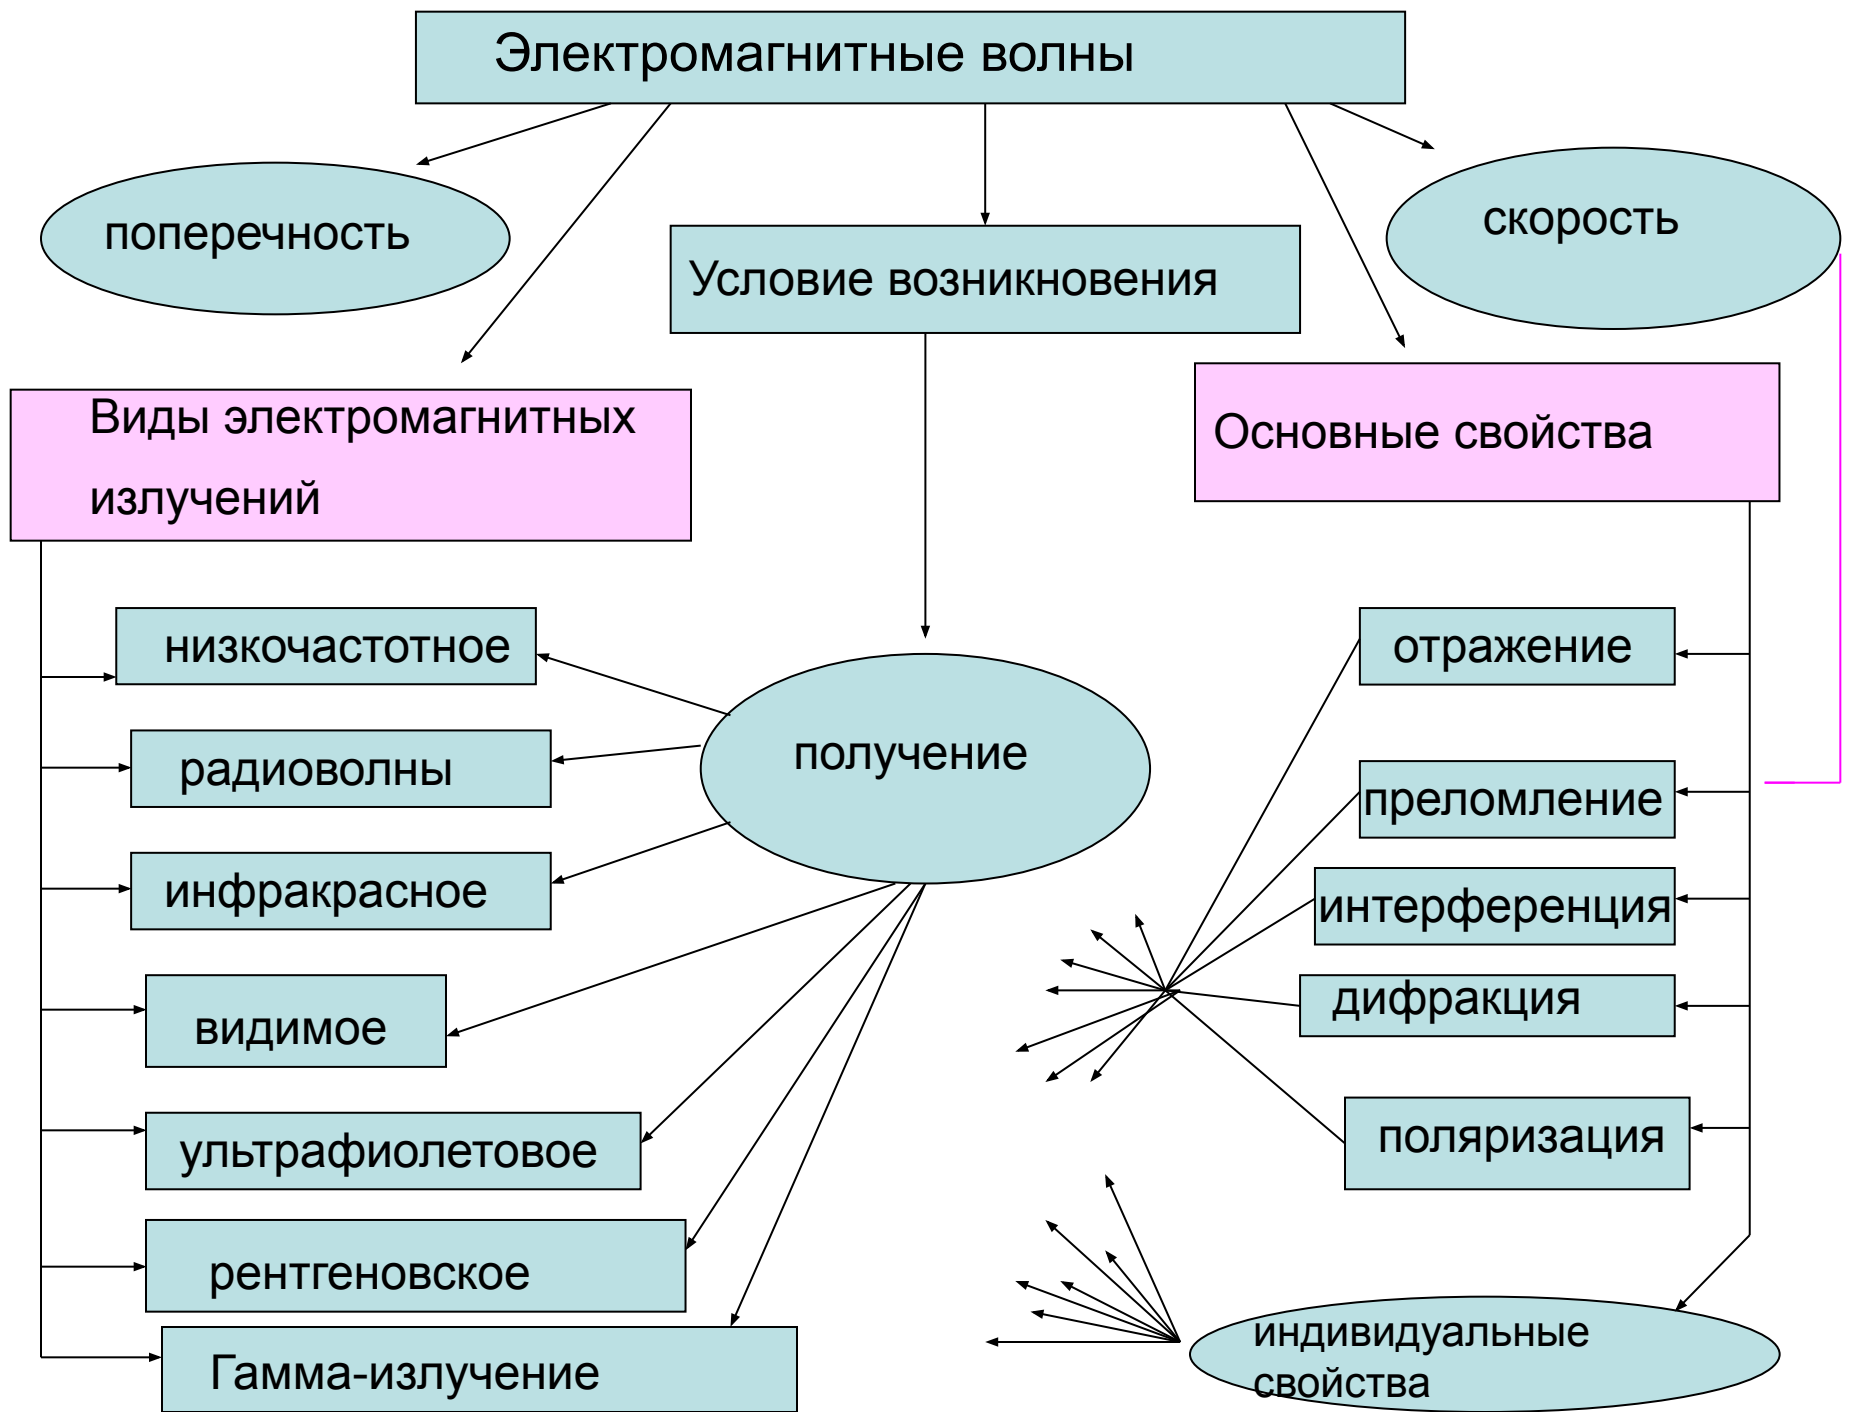 Электромагнитные волны
поперечность
скорость
Условие возникновения
Виды электромагнитных
излучений
Основные свойства
низкочастотное
радиоволны
инфракрасное
видимое
ультрафиолетовое
рентгеновское
Гамма-излучение
получение
отражение
преломление
интерференция
дифракция
поляризация
индивидуальные
свойства